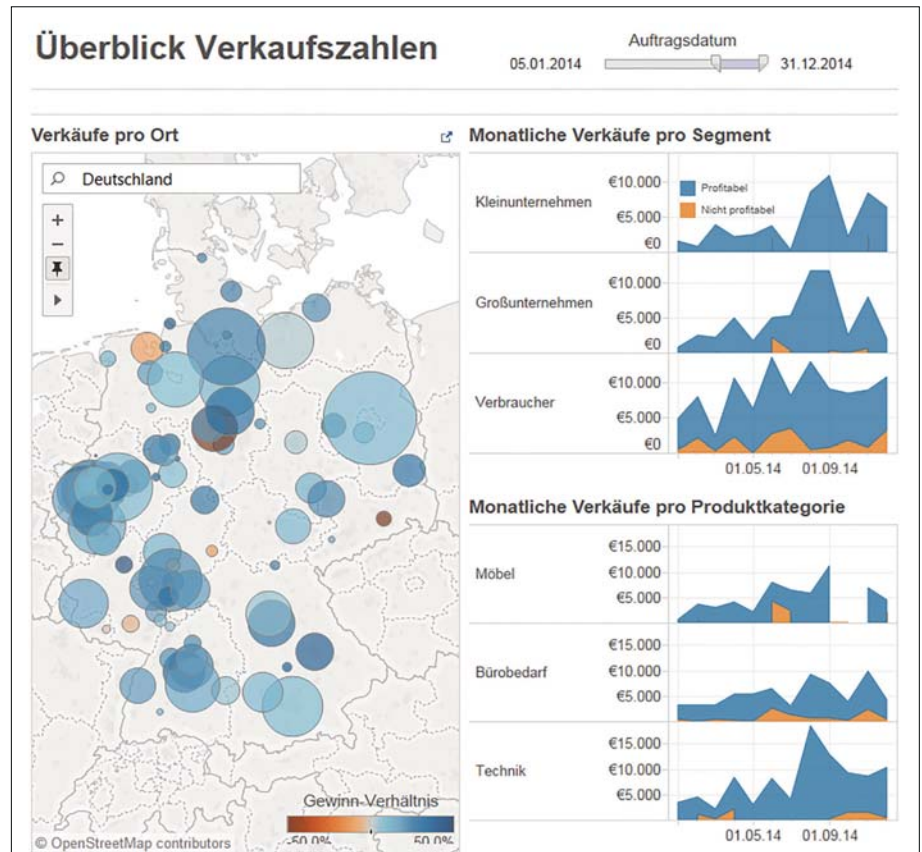 Überblick Verkaufszahlen
Auftragsdatum
05.01.2014 31.12.2014
Verkäufe pro Ort
Deutschland
+
−
Gewinn-Verhältnis
-50,0% 50,0%
© OpenStreetMap contributors
Monatliche Verkäufe pro Segment
Kleinunternehmen
€10.000
€5.000
€0
Profitabel
Nicht profitabel
Großunternehmen
€10.000
€5.000
€0
Verbraucher
€10.000
€5.000
€0
01.05.14 01.09.14
Monatliche Verkäufe pro Produktkategorie
Möbel
€15.000
€10.000
€5.000
Bürobedarf
€15.000
€10.000
€5.000
Technik
€15.000
€10.000
€5.000
01.05.14 01.09.14